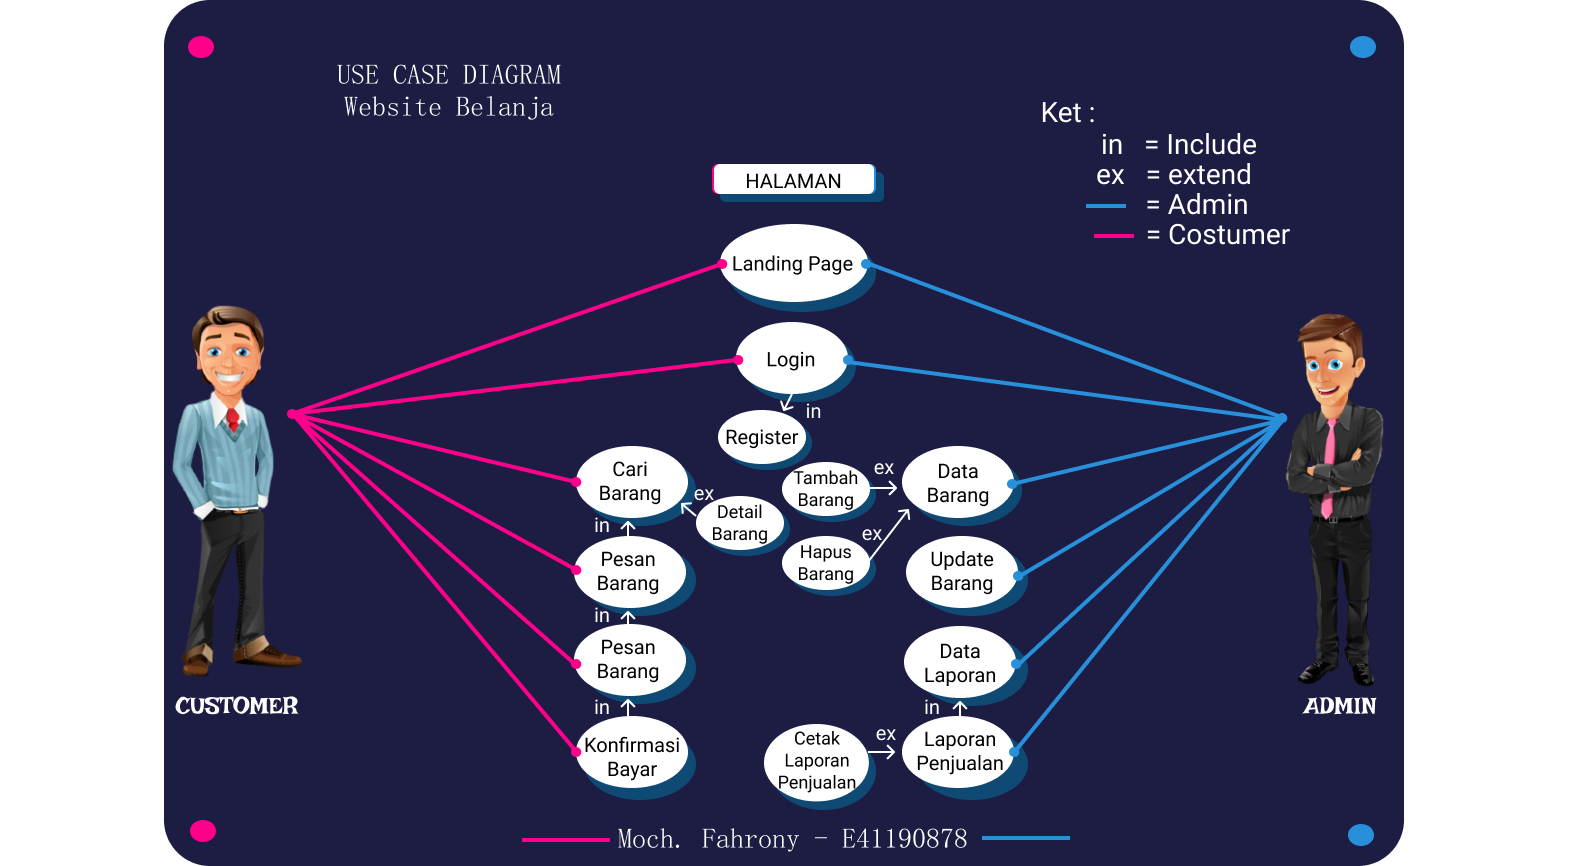 USE CASE DIAGRAM
Website Belanja
Ket :
in = Include
ex = extend
= Admin
= Costumer
HALAMAN
Landing Page
Login
in
Register
Cari
Barang
ex
Detail
Barang
Tambah
Barang
ex
Data
Barang
in
Pesan
Barang
Hapus
Barang
ex
Update
Barang
in
Pesan
Barang
Data
Laporan
CUSTOMER
ADMIN
in
Konfirmasi
Bayar
in
Cetak
Laporan
Penjualan
ex
Laporan
Penjualan
Moch. Fahrony - E41190878